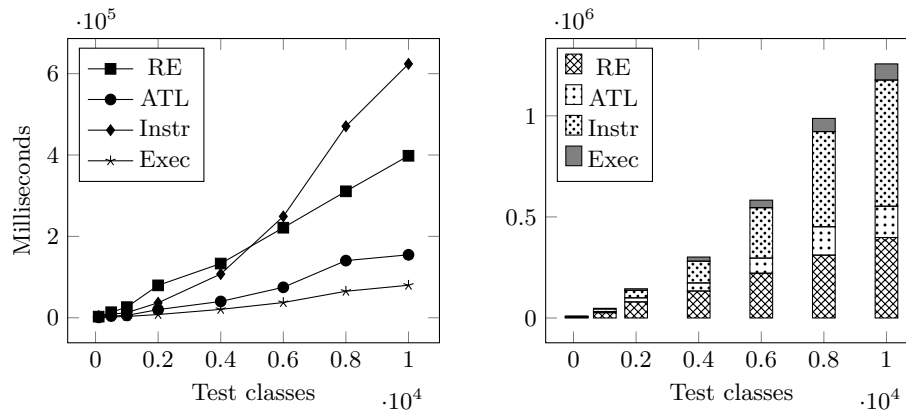 ·10^5
6
4
2
0
Milliseconds
RE
ATL
Instr
Exec
0 0.2 0.4 0.6 0.8 1
Test classes
·10^4
·10^6
1
0.5
0
RE
ATL
Instr
Exec
0 0.2 0.4 0.6 0.8 1
Test classes
·10^4